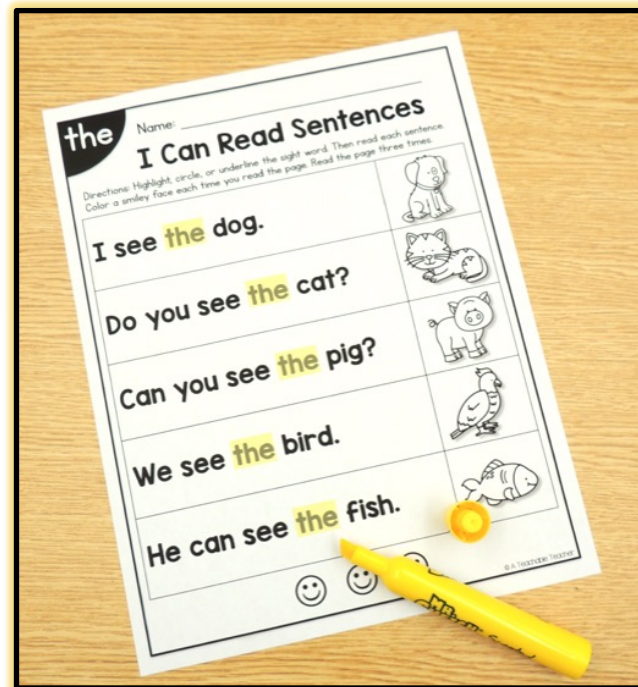 the
Name:
I Can Read Sentences
Directions: Highlight, circle, or underline the sight word. Then read each sentence.
Color a smiley face each time you read the page. Read the page three times.
I see the dog.
Do you see the cat?
Can you see the pig?
We see the bird.
He can see the fish.
© A Teachable Teacher